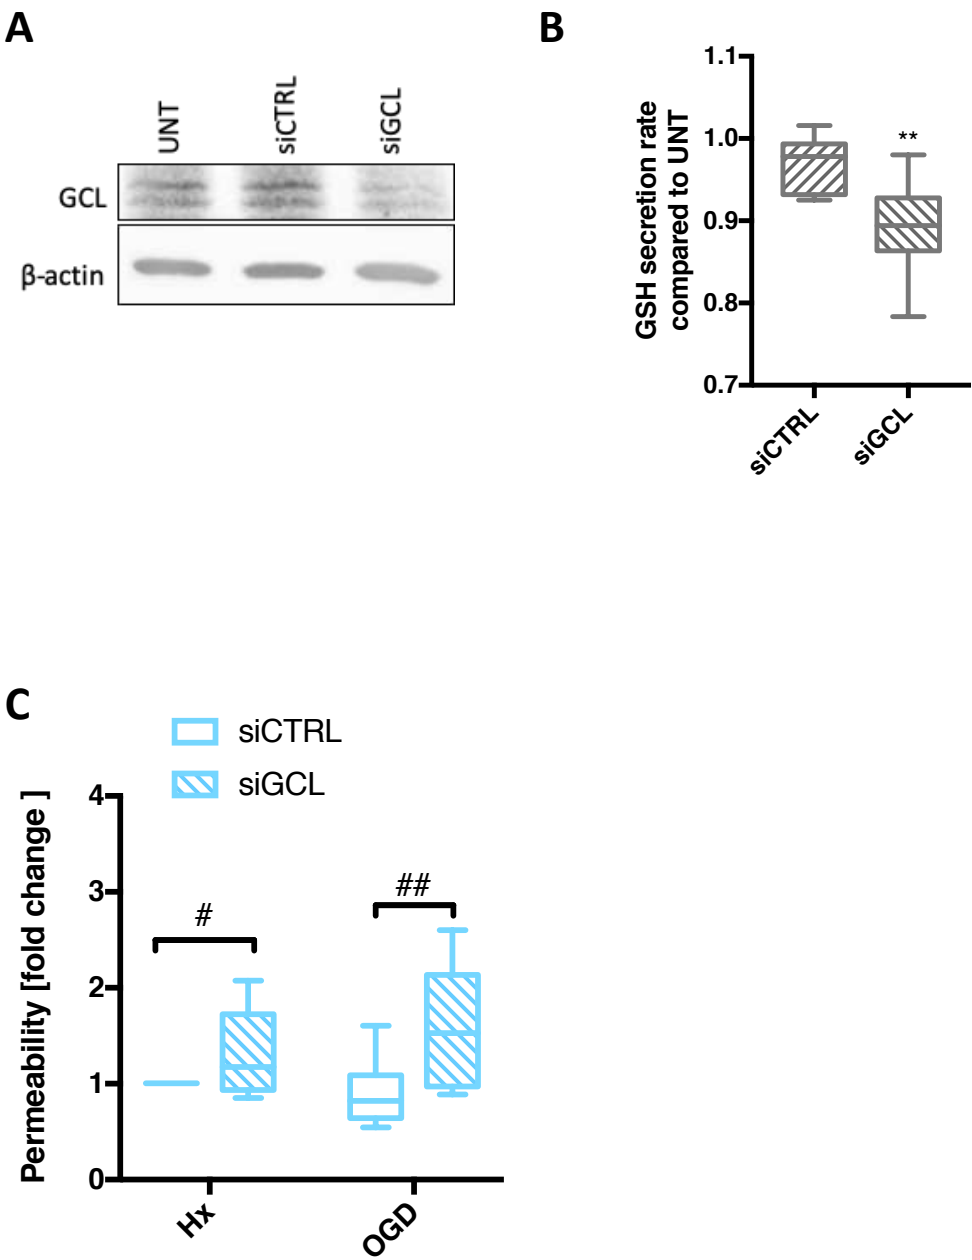 A
UNT
siCTRL
siGCL
GCL
β-actin
B
GSH secretion rate
compared to UNT
1.1
1.0
0.9
0.8
0.7
**
siCTRL
siGCL
C
siCTRL
siGCL
Permeability [fold change ]
4
3
2
1
0
#
##
Hx
OGD